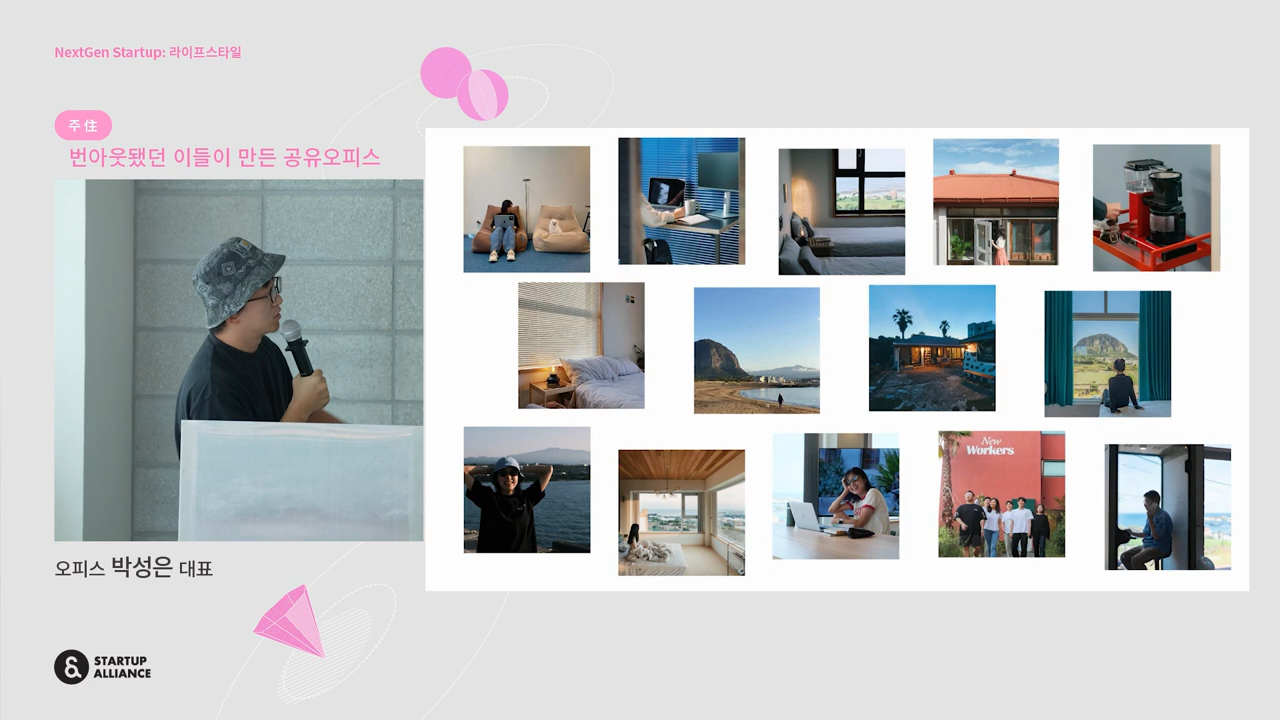 NextGen Startup: 라이프스타일
주 住
번아웃됐던 이들이 만든 공유오피스
New
Workers
오피스 박성은 대표
STARTUP
ALLIANCE